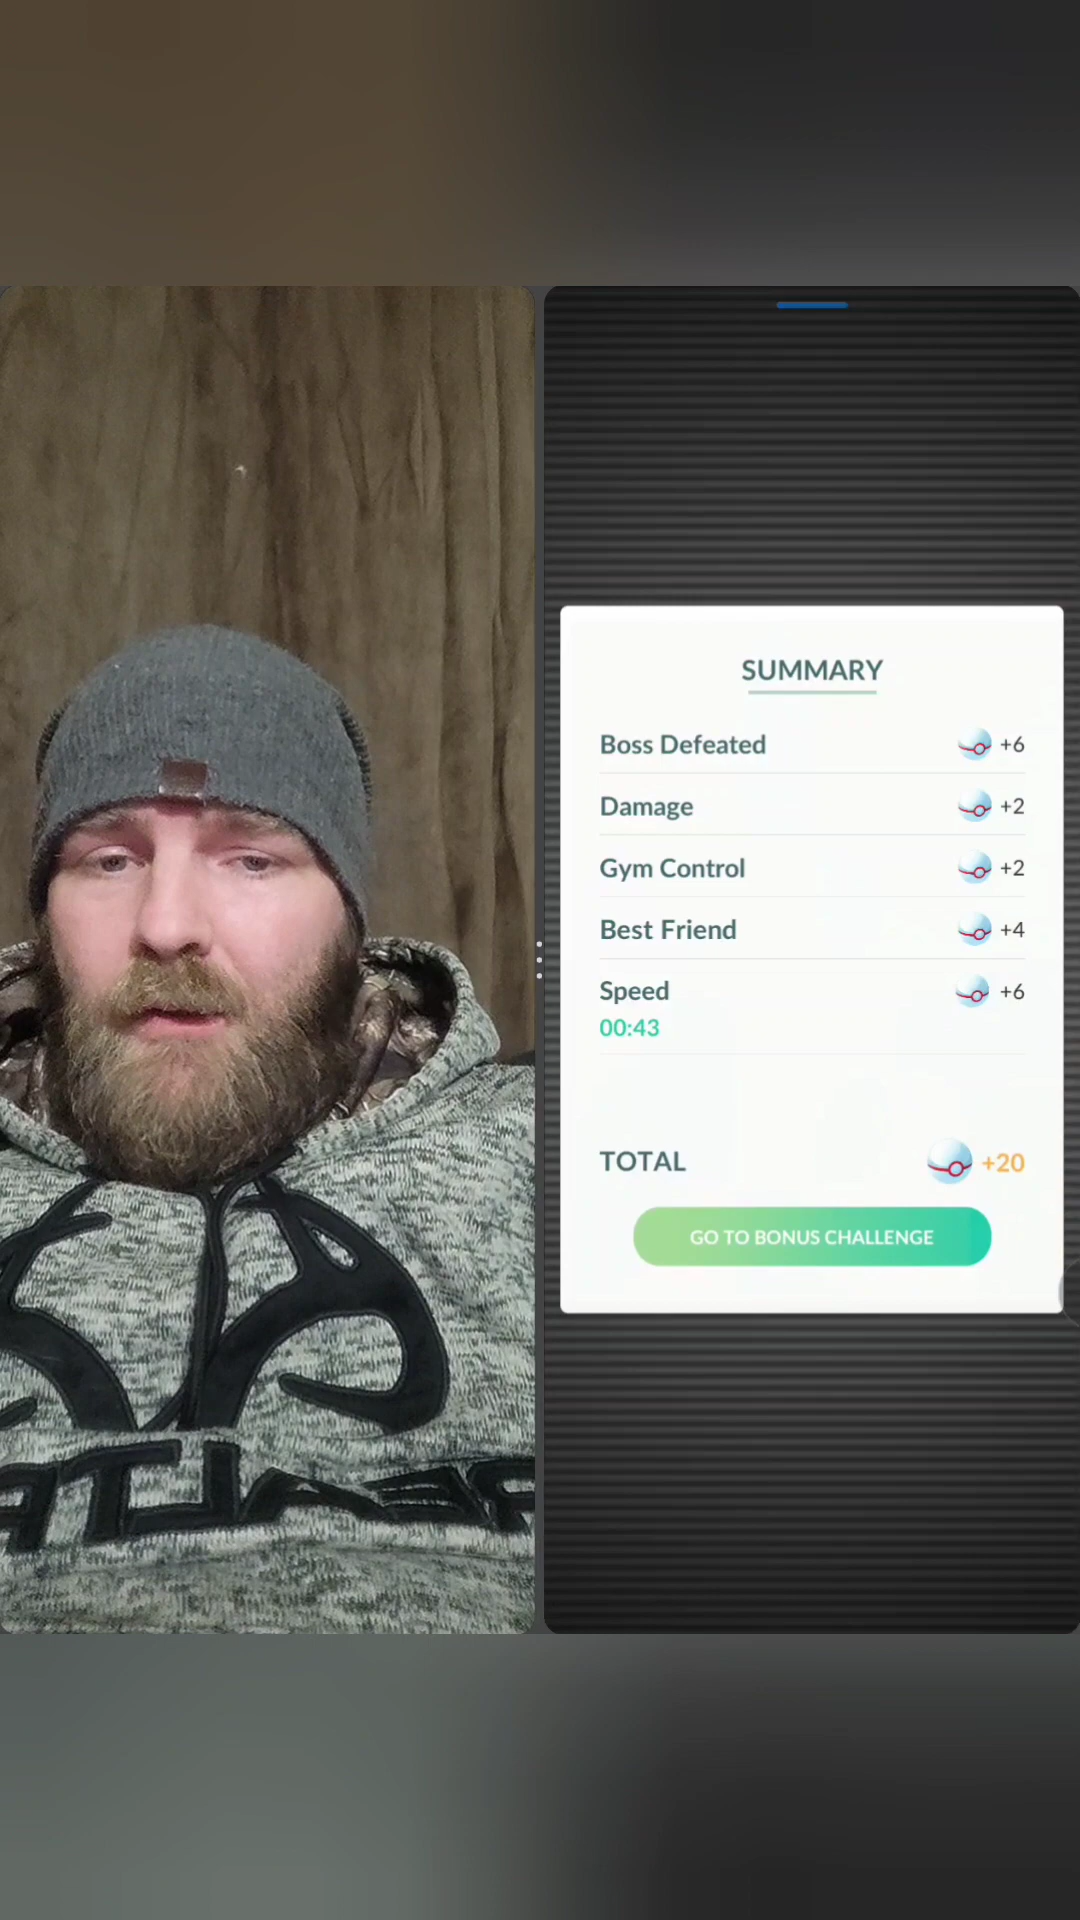 REALTR
SUMMARY
Boss Defeated +6
Damage +2
Gym Control +2
Best Friend +4
Speed +6
00:43
TOTAL +20
GO TO BONUS CHALLENGE